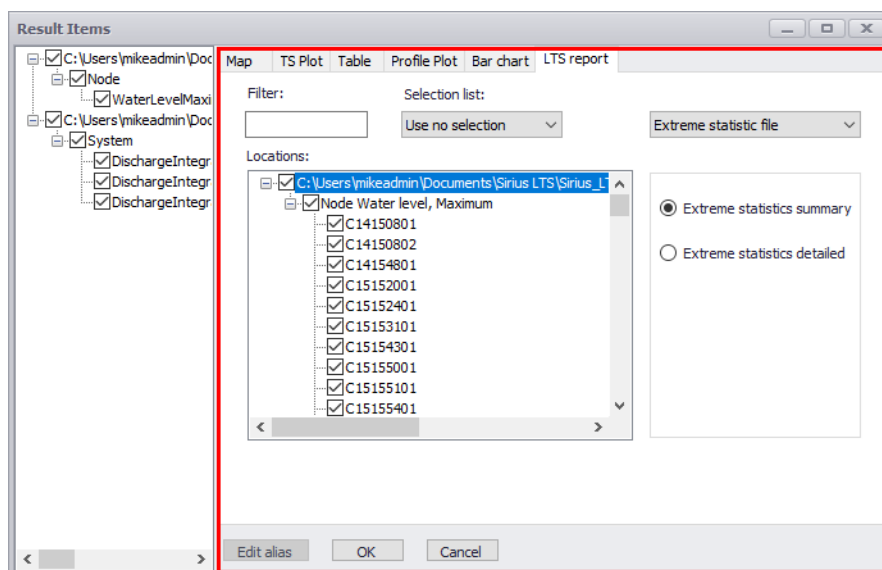 Result Items
C:\Users\mikeadmin\Doc
Node
WaterLevelMaxi
C:\Users\mikeadmin\Doc
System
DischargeIntegr
DischargeIntegr
DischargeIntegr
Map TS Plot Table Profile Plot Bar chart LTS report
Filter: Selection list:
Use no selection Extreme statistic file
Locations:
C:\Users\mikeadmin\Documents\Sirius LTS\Sirius_LT
Node Water level, Maximum
C14150801
C14150802
C14154801
C15152001
C15152401
C15153101
C15154301
C15155001
C15155101
C15155401
Extreme statistics summary
Extreme statistics detailed
Edit alias OK Cancel